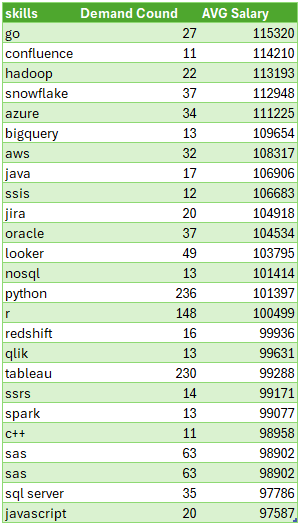 skills Demand Cound AVG Salary
go 27 115320
confluence 11 114210
hadoop 22 113193
snowflake 37 112948
azure 34 111225
bigquery 13 109654
aws 32 108317
java 17 106906
ssis 12 106683
jira 20 104918
oracle 37 104534
looker 49 103795
nosql 13 101414
python 236 101397
r 148 100499
redshift 16 99936
qlik 13 99631
tableau 230 99288
ssrs 14 99171
spark 13 99077
c++ 11 98958
sas 63 98902
sas 63 98902
sql server 35 97786
javascript 20 97587